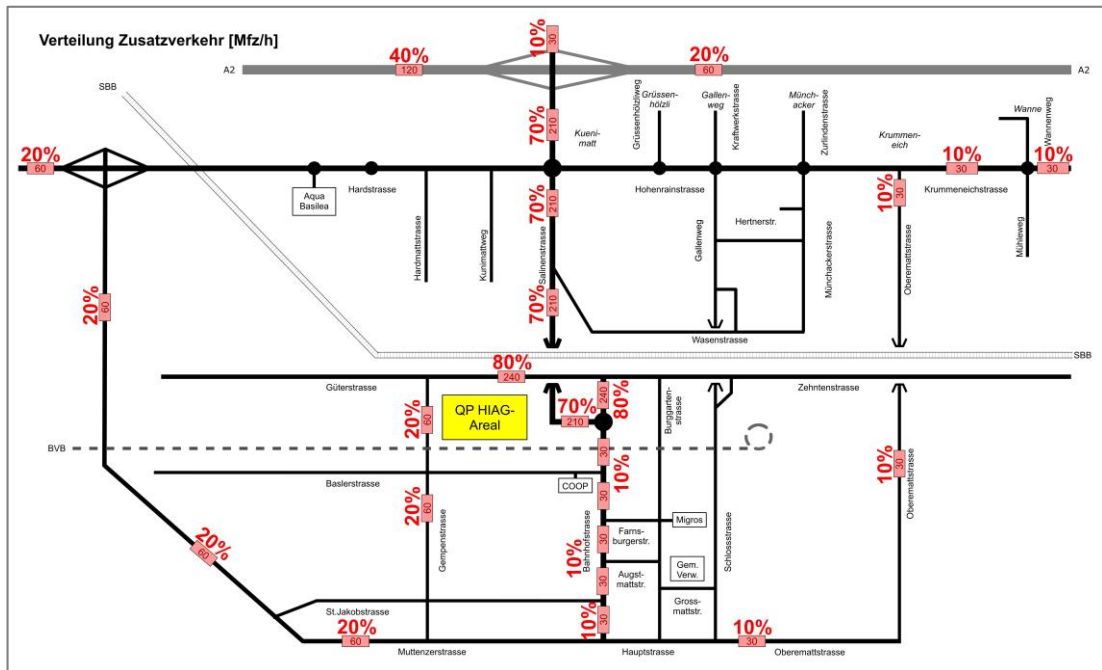 Verteilung Zusatzverkehr [Mfz/h]
10%
30
40%
20%
A2
120
60
A2
SBB
Grüssen-
hölzli
Gallen-
weg
Münch-
acker
Grüssenhölzliweg
Kraftwerkstrasse
Zurlindenstrasse
Wanne
Wannenweg
70%
210
Kueni-
matt
Krummen-
eich
20%
60
10%
30
10%
30
Aqua
Basilea
Hardstrasse
70%
210
Hohenrainstrasse
10%
30
Krummeneichstrasse
Hardmattstrasse
Kunimattweg
Salinenstrasse
Gallenweg
Hertnerstr.
Münchackerstrasse
Oberemattstrasse
Mühleweg
20%
60
70%
210
Wasenstrasse
SBB
80%
240
Güterstrasse
Zehntenstrasse
QP HIAG-
Areal
20%
60
70%
210
240
80%
Burggarten-
strasse
BVB
30
10%
10%
30
Baslerstrasse
COOP
30
20%
60
Gempenstrasse
Bahnhofstrasse
10%
30
Farns-
burgerstr.
Migros
Schlossstrasse
Oberemattstrasse
20%
60
30
Augst-
mattstr.
Gem.
Verw.
St.Jakobstrasse
10%
30
Gross-
mattstr.
20%
60
10%
30
Muttenzerstrasse
Hauptstrasse
Oberemattstrasse